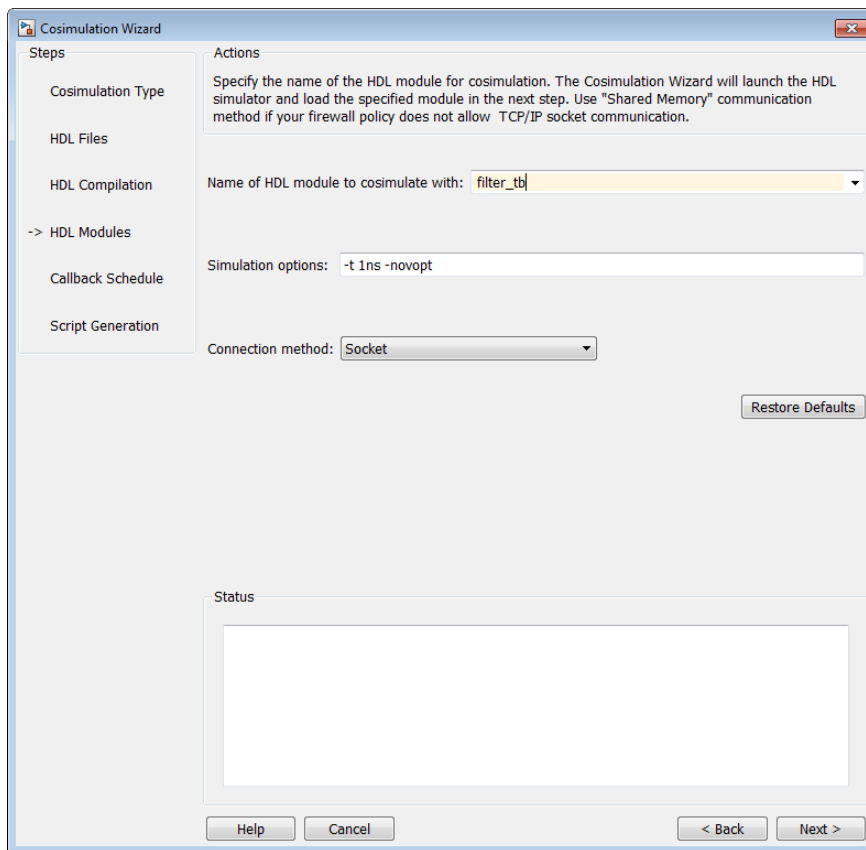 Cosimulation Wizard
Steps
Cosimulation Type
HDL Files
HDL Compilation
-> HDL Modules
Callback Schedule
Script Generation
Actions
Specify the name of the HDL module for cosimulation. The Cosimulation Wizard will launch the HDL
simulator and load the specified module in the next step. Use "Shared Memory" communication
method if your firewall policy does not allow TCP/IP socket communication.
Name of HDL module to cosimulate with: filter_tb
Simulation options: -t 1ns -novopt
Connection method: Socket
Restore Defaults
Status
Help Cancel < Back Next >